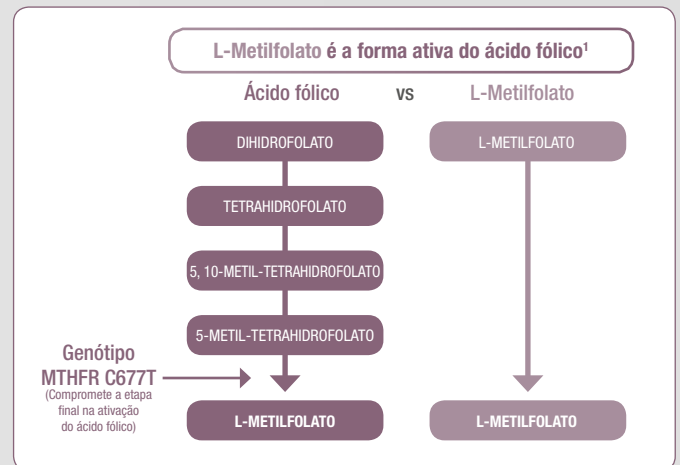 L-Metilfolato é a forma ativa do ácido fólico¹
Ácido fólico vs L-Metilfolato
DIHIDROFOLATO
L-METILFOLATO
TETRAHIDROFOLATO
5, 10-METIL-TETRAHIDROFOLATO
5-METIL-TETRAHIDROFOLATO
Genótipo
MTHFR C677T
(Compromete a etapa
final na ativação
do ácido fólico)
L-METILFOLATO
L-METILFOLATO